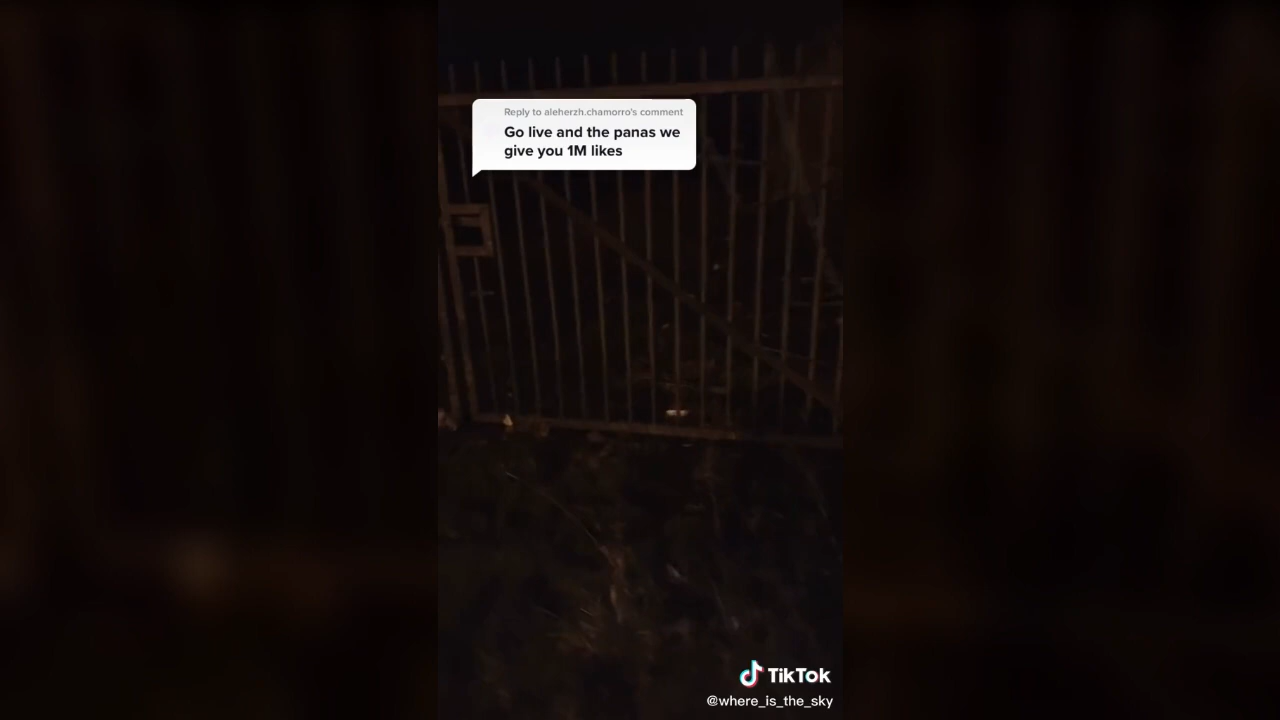 Reply to aleherzh.chamorro's comment
Go live and the panas we
give you 1M likes
TikTok
@where_is_the_sky